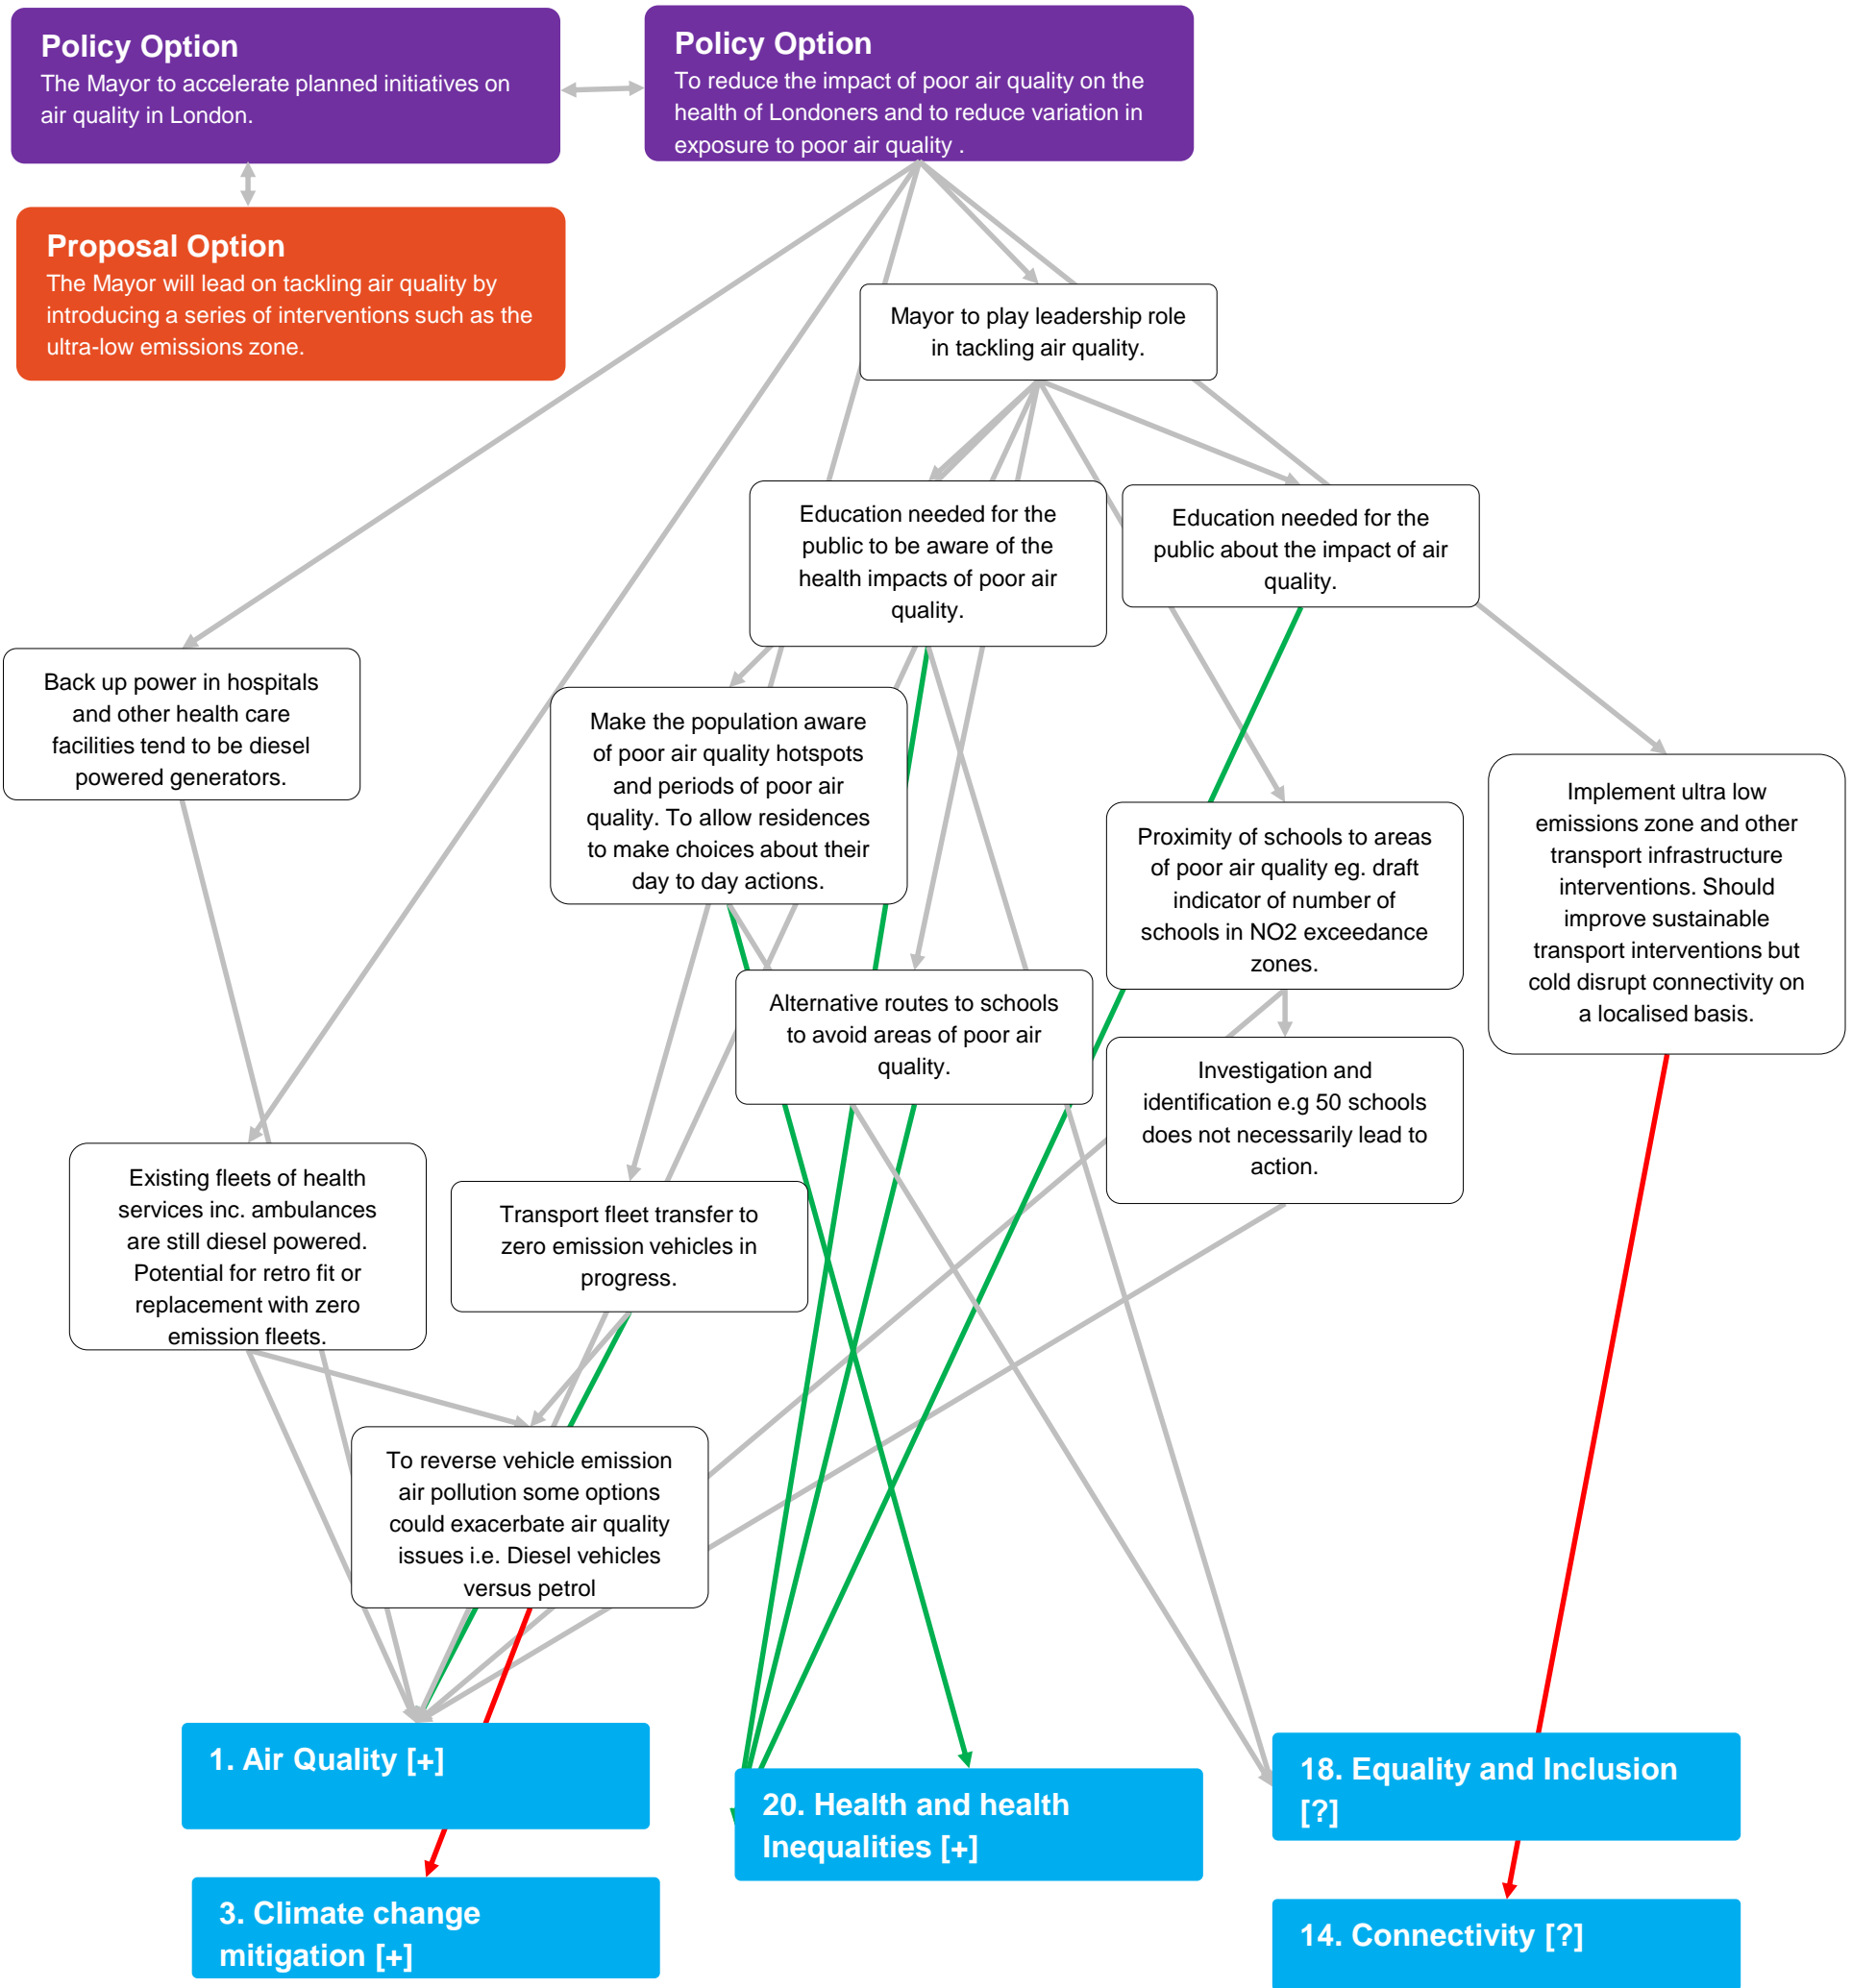 Policy Option
The Mayor to accelerate planned initiatives on
air quality in London.
Policy Option
To reduce the impact of poor air quality on the
health of Londoners and to reduce variation in
exposure to poor air quality .
Proposal Option
The Mayor will lead on tackling air quality by
introducing a series of interventions such as the
ultra-low emissions zone.
Mayor to play leadership role
in tackling air quality.
Education needed for the
public to be aware of the
health impacts of poor air
quality.
Education needed for the
public about the impact of air
quality.
Back up power in hospitals
and other health care
facilities tend to be diesel
powered generators.
Make the population aware
of poor air quality hotspots
and periods of poor air
quality. To allow residences
to make choices about their
day to day actions.
Proximity of schools to areas
of poor air quality eg. draft
indicator of number of
schools in NO2 exceedance
zones.
Implement ultra low
emissions zone and other
transport infrastructure
interventions. Should
improve sustainable
transport interventions but
cold disrupt connectivity on
a localised basis.
Alternative routes to schools
to avoid areas of poor air
quality.
Investigation and
identification e.g 50 schools
does not necessarily lead to
action.
Existing fleets of health
services inc. ambulances
are still diesel powered.
Potential for retro fit or
replacement with zero
emission fleets.
Transport fleet transfer to
zero emission vehicles in
progress.
To reverse vehicle emission
air pollution some options
could exacerbate air quality
issues i.e. Diesel vehicles
versus petrol
1. Air Quality [+]
20. Health and health
Inequalities [+]
18. Equality and Inclusion
[?]
3. Climate change
mitigation [+]
14. Connectivity [?]